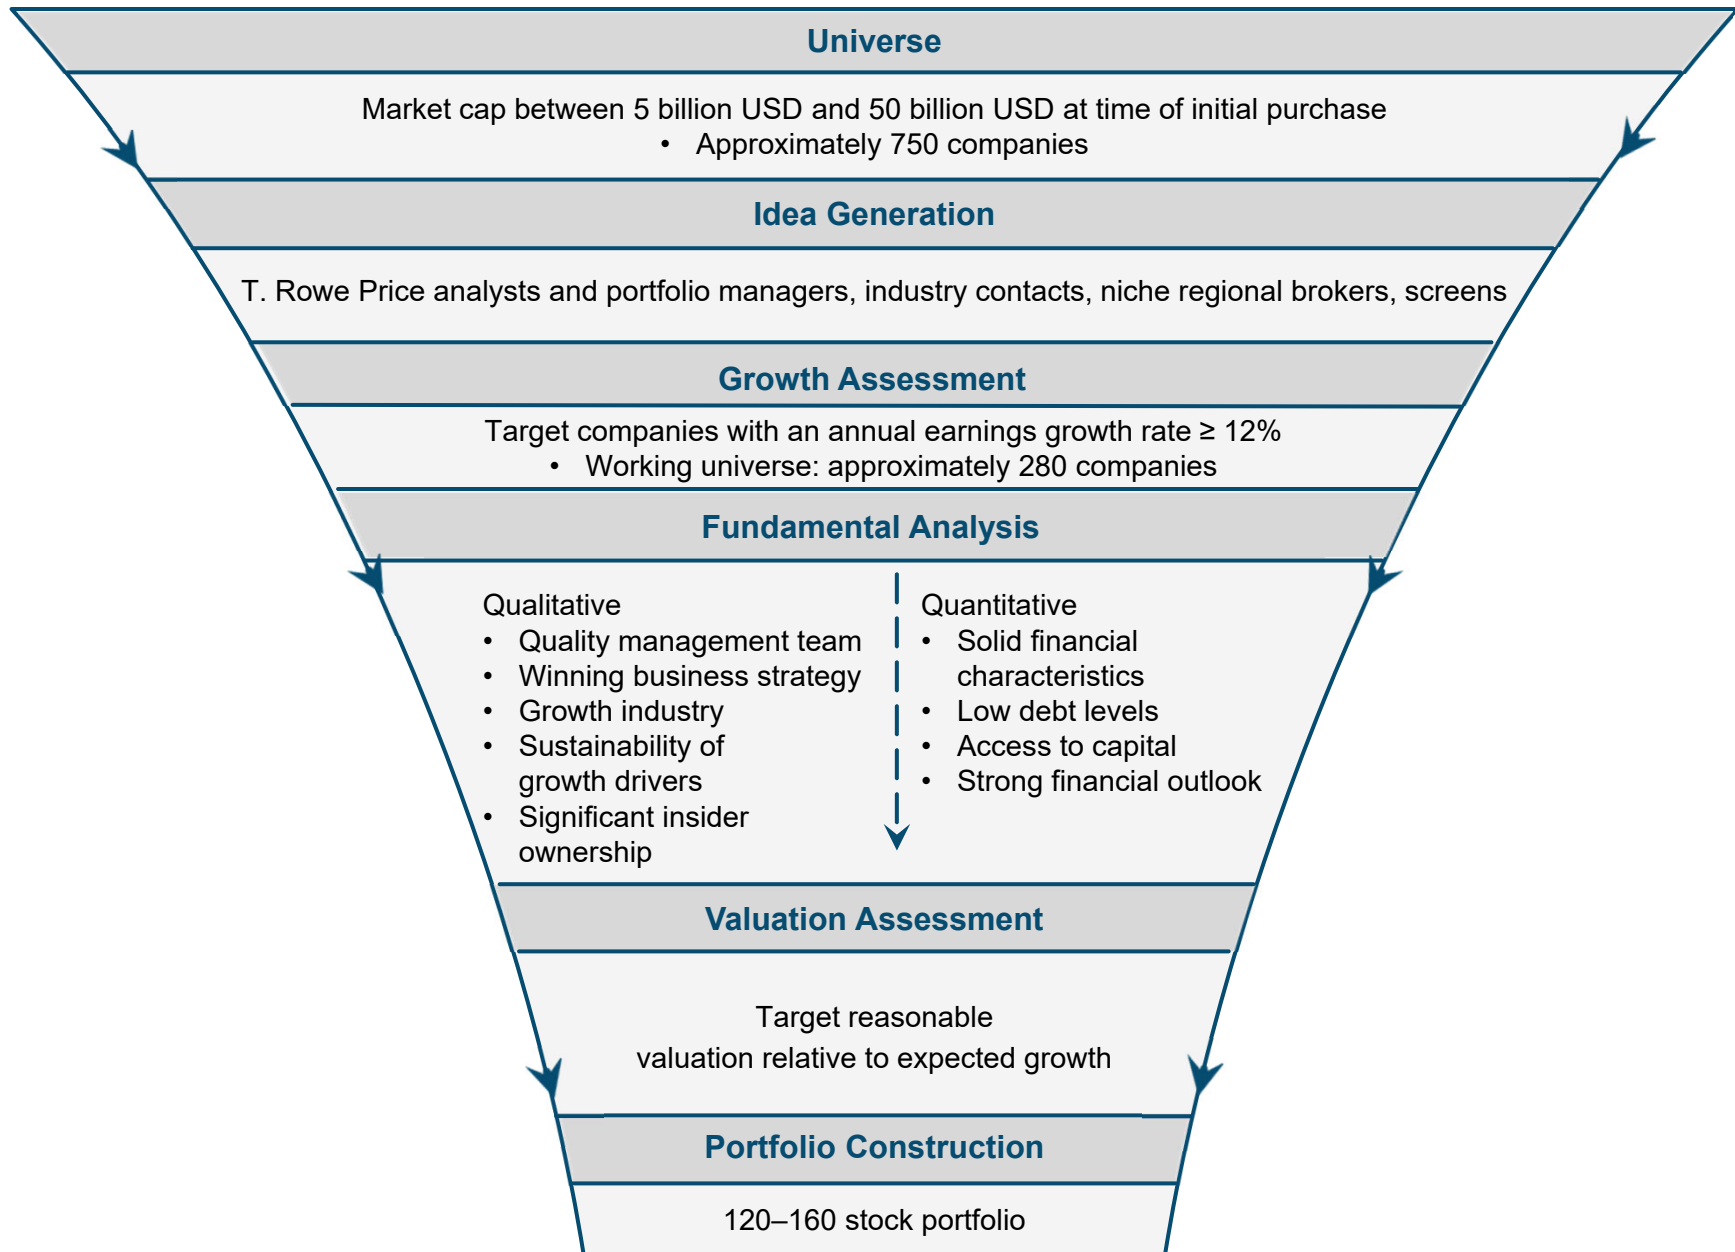 Universe
Market cap between 5 billion USD and 50 billion USD at time of initial purchase
• Approximately 750 companies
Idea Generation
T. Rowe Price analysts and portfolio managers, industry contacts, niche regional brokers, screens
Growth Assessment
Target companies with an annual earnings growth rate ≥ 12%
• Working universe: approximately 280 companies
Fundamental Analysis
Qualitative
• Quality management team
• Winning business strategy
• Growth industry
• Sustainability of
growth drivers
• Significant insider
ownership
Quantitative
• Solid financial
characteristics
• Low debt levels
• Access to capital
• Strong financial outlook
Valuation Assessment
Target reasonable
valuation relative to expected growth
Portfolio Construction
120–160 stock portfolio